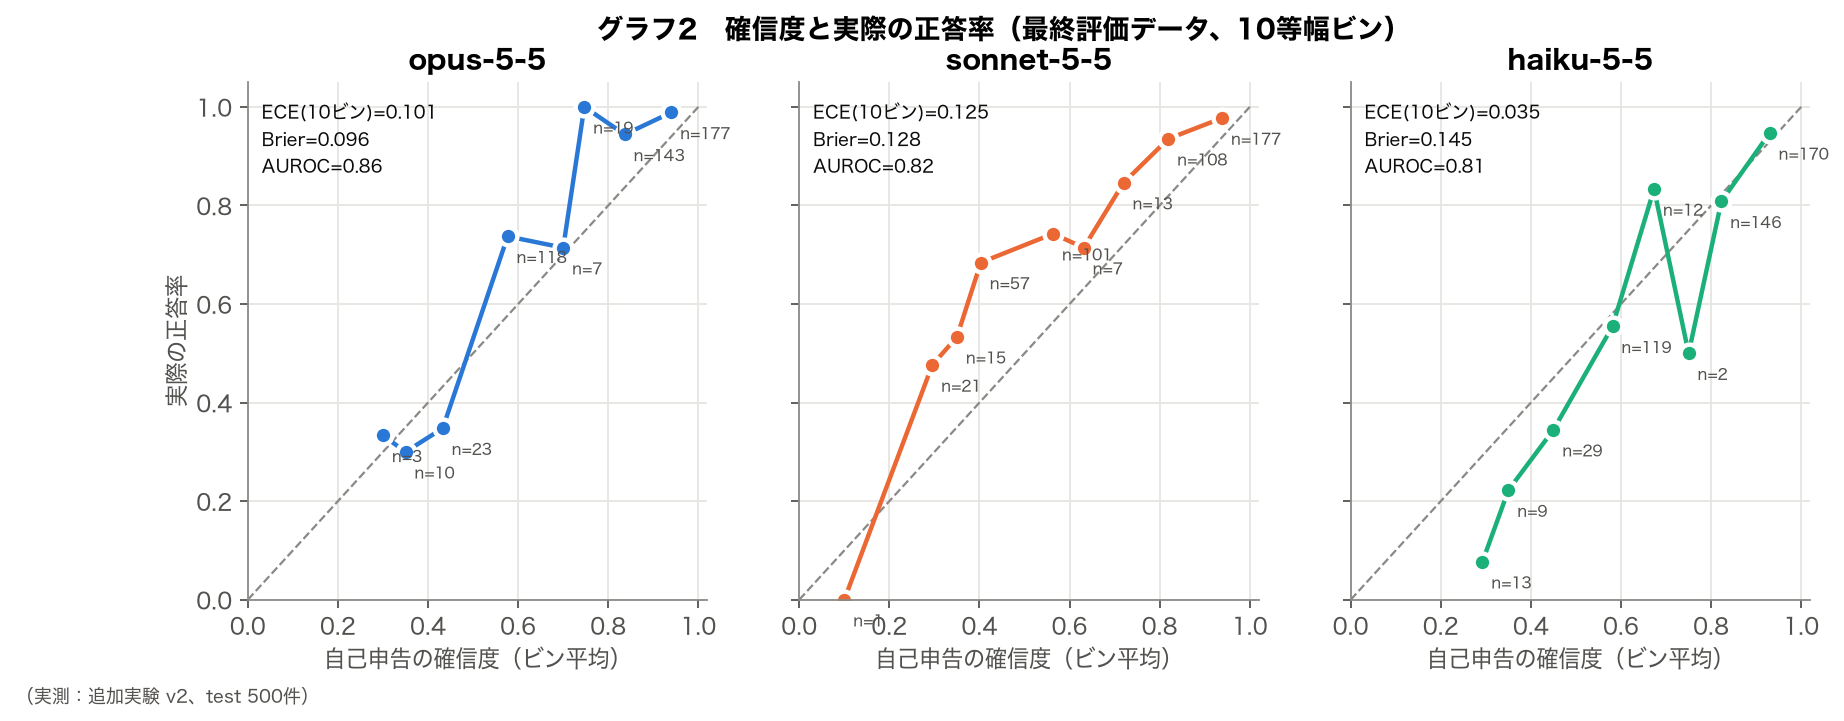 グラフ2　確信度と実際の正答率（最終評価データ、10等幅ビン）
opus-5-5
ECE(10ビン)=0.101
Brier=0.096
AUROC=0.86
n=3
n=10
n=23
n=118
n=7
n=19
n=143
n=177
実際の正答率
1.0
0.8
0.6
0.4
0.2
0.0
0.0 0.2 0.4 0.6 0.8 1.0
自己申告の確信度（ビン平均）
sonnet-5-5
ECE(10ビン)=0.125
Brier=0.128
AUROC=0.82
n=1
n=21
n=15
n=57
n=101
n=7
n=13
n=108
n=177
0.0 0.2 0.4 0.6 0.8 1.0
自己申告の確信度（ビン平均）
haiku-5-5
ECE(10ビン)=0.035
Brier=0.145
AUROC=0.81
n=13
n=9
n=29
n=119
n=12
n=2
n=146
n=170
0.0 0.2 0.4 0.6 0.8 1.0
自己申告の確信度（ビン平均）
（実測：追加実験 v2、test 500件）